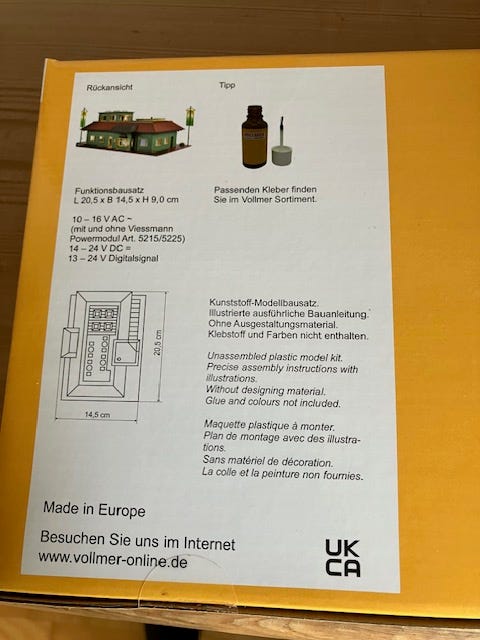 Rückansicht
Tipp
Funktionsbausatz
L 20,5 x B 14,5 x H 9,0 cm
10 – 16 V AC ~
(mit und ohne Viessmann
Powermodul Art. 5215/5225)
14 – 24 V DC =
13 – 24 V Digitalsignal
Passenden Kleber finden
Sie im Vollmer Sortiment.
20,5 cm
14,5 cm
Kunststoff-Modellbausatz.
Illustrierte ausführliche Bauanleitung.
Ohne Ausgestaltungsmaterial.
Klebstoff und Farben nicht enthalten.
Unassembled plastic model kit.
Precise assembly instructions with
illustrations.
Without designing material.
Glue and colours not included.
Maquette plastique à monter.
Plan de montage avec des illustra-
tions.
Sans matériel de décoration.
La colle et la peinture non fournies.
Made in Europe
Besuchen Sie uns im Internet
www.vollmer-online.de
UK
CA